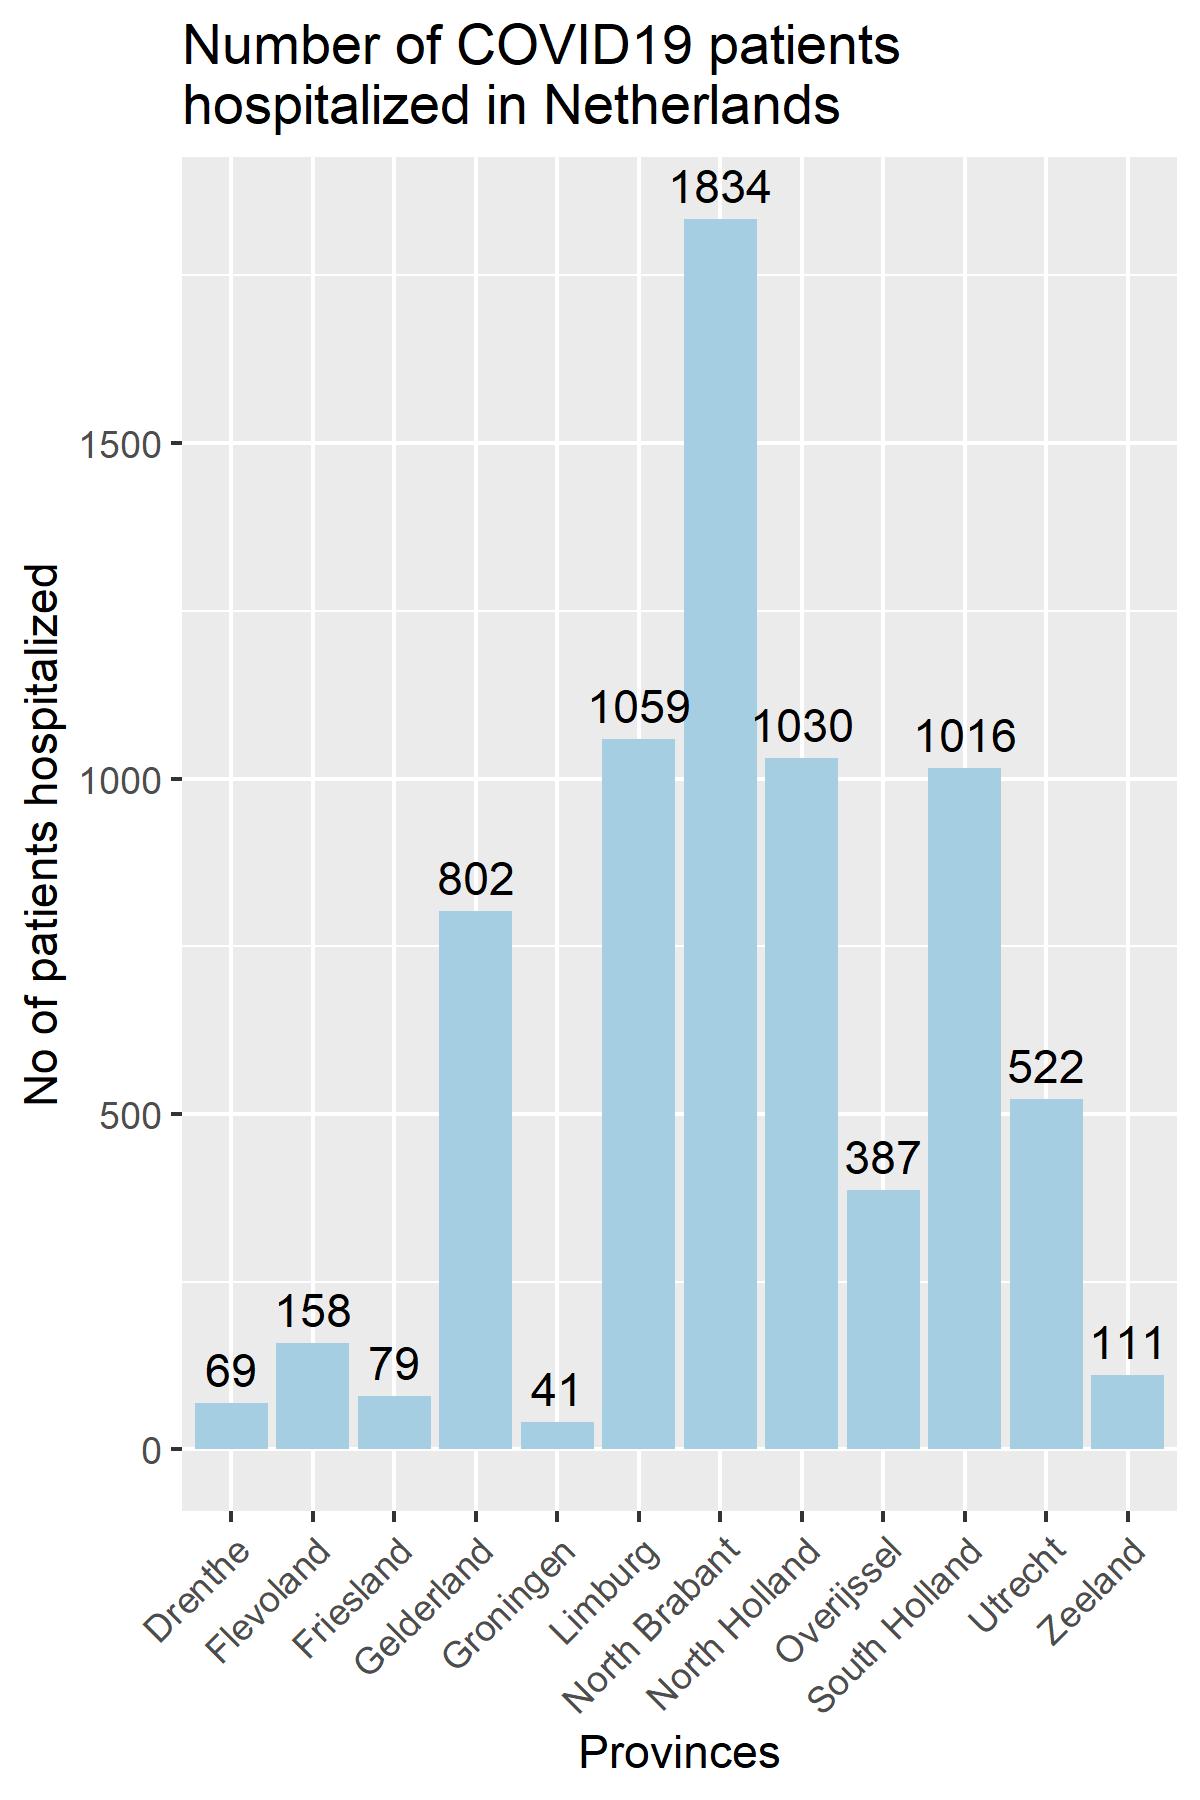 Number of COVID19 patients
hospitalized in Netherlands
No of patients hospitalized
1500
1000
500
0
69
158
79
802
41
1059
1834
1030
387
1016
522
111
Drenthe
Flevoland
Friesland
Gelderland
Groningen
Limburg
North Brabant
North Holland
Overijssel
South Holland
Utrecht
Zeeland
Provinces